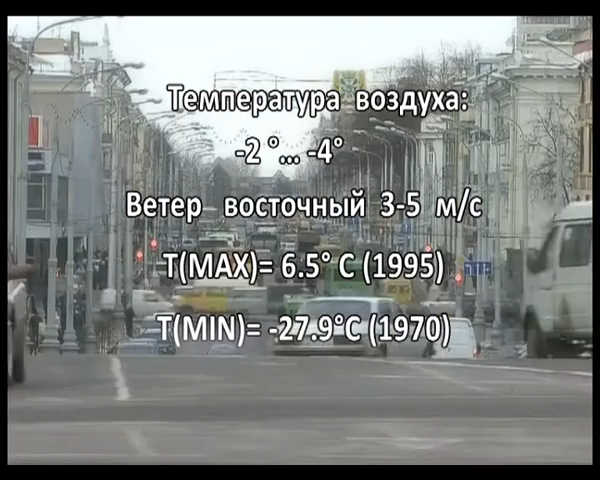 Температура воздуха:
-2 °... -4°
Ветер восточный 3-5 м/с
T(MAX)= 6.5° C (1995)
T(MIN)= -27.9°C (1970)